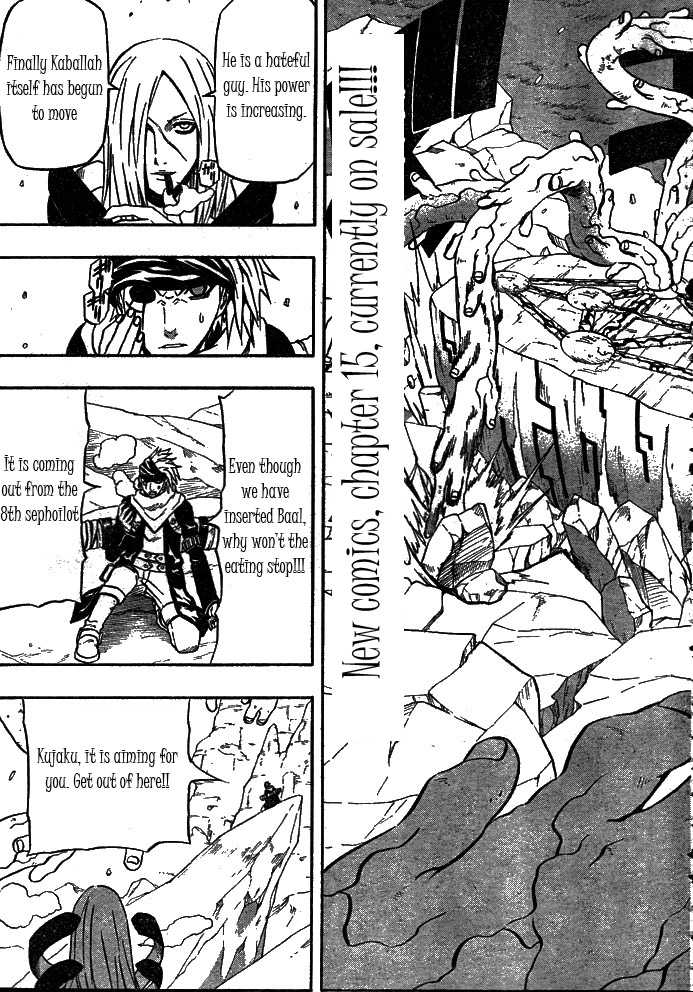 New comics, chapter 15, currently on sale!!!
He is a hateful
guy. His power
is increasing.
Finally Kaballah
itself has begun
to move
Even though
we have
inserted Baal,
why won't the
eating stop!!!
It is coming
out from the
8th sephoilot
Kujaku, it is aiming for
you. Get out of here!!